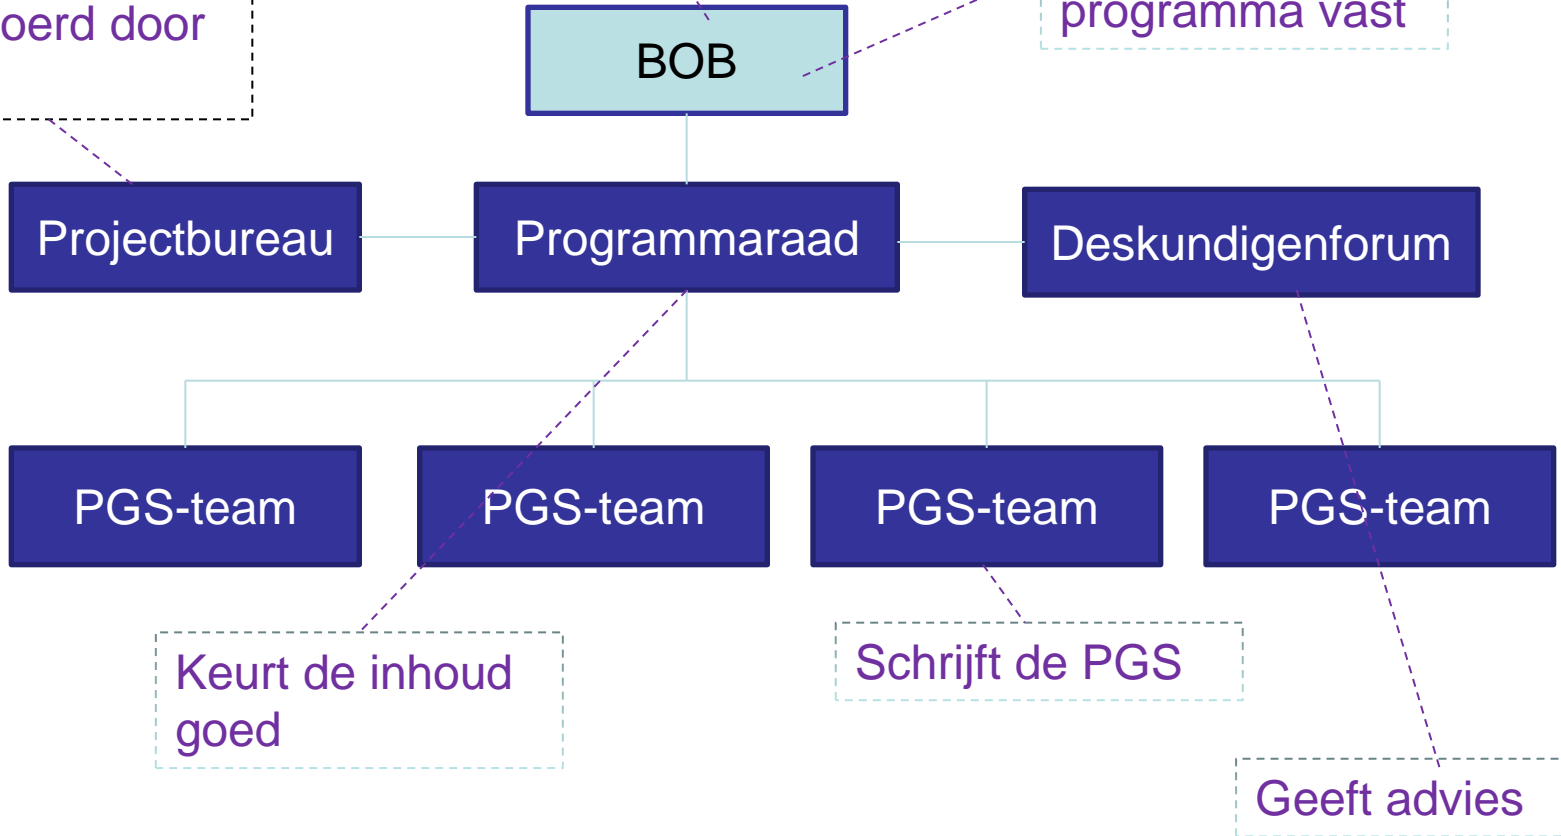 oerd door
programma vast
BOB
Projectbureau
Programmaraad
Deskundigenforum
PGS-team
PGS-team
PGS-team
PGS-team
Keurt de inhoud
goed
Schrijft de PGS
Geeft advies